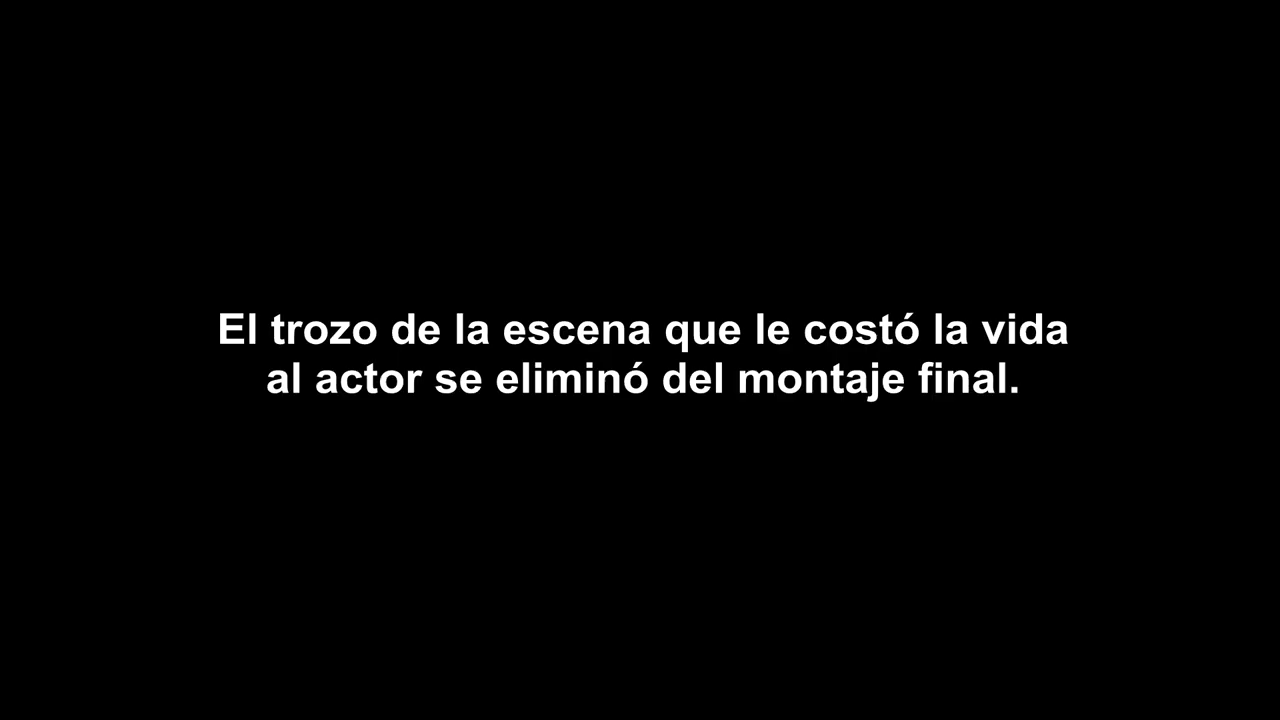 El trozo de la escena que le costó la vida
al actor se eliminó del montaje final.